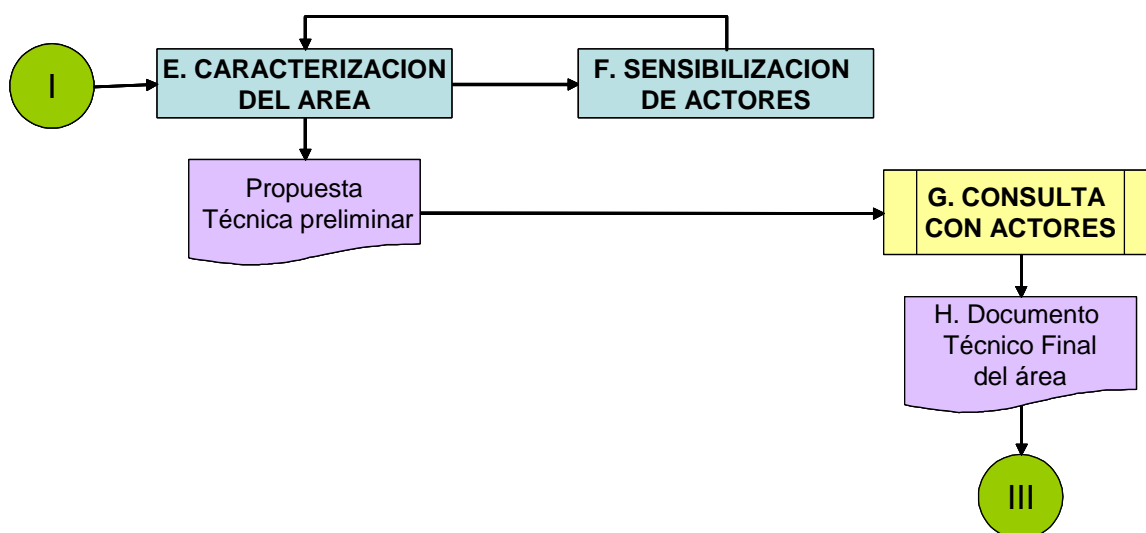 I
E. CARACTERIZACION
DEL AREA
F. SENSIBILIZACION
DE ACTORES
Propuesta
Técnica preliminar
G. CONSULTA
CON ACTORES
H. Documento
Técnico Final
del área
III